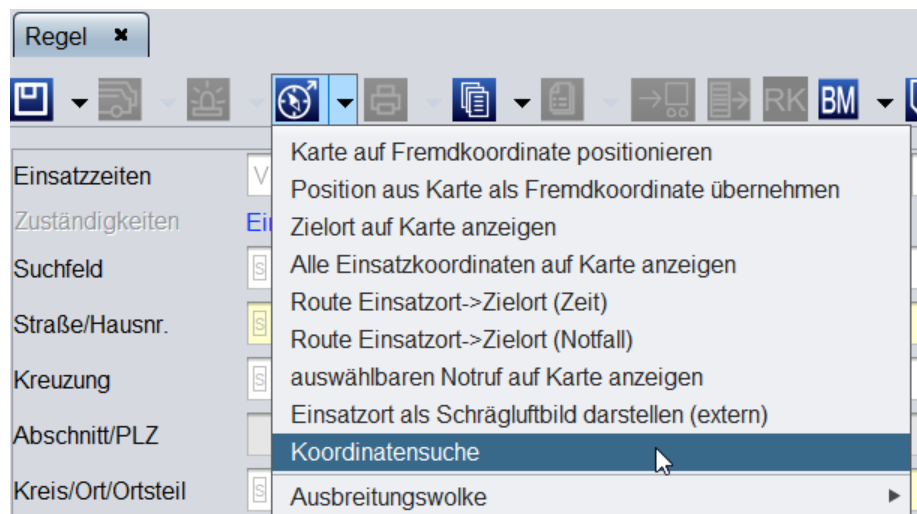 Regel ×
RK BM
Karte auf Fremdkoordinate positionieren
Einsatzzeiten V
Position aus Karte als Fremdkoordinate übernehmen
Zuständigkeiten
Zielort auf Karte anzeigen
Suchfeld s
Alle Einsatzkoordinaten auf Karte anzeigen
Route Einsatzort->Zielort (Zeit)
Straße/Hausnr. s
Route Einsatzort->Zielort (Notfall)
Kreuzung s
auswählbaren Notruf auf Karte anzeigen
Einsatzort als Schrägluftbild darstellen (extern)
Abschnitt/PLZ
Koordinatensuche
Kreis/Ort/Ortsteil s
Ausbreitungswolke